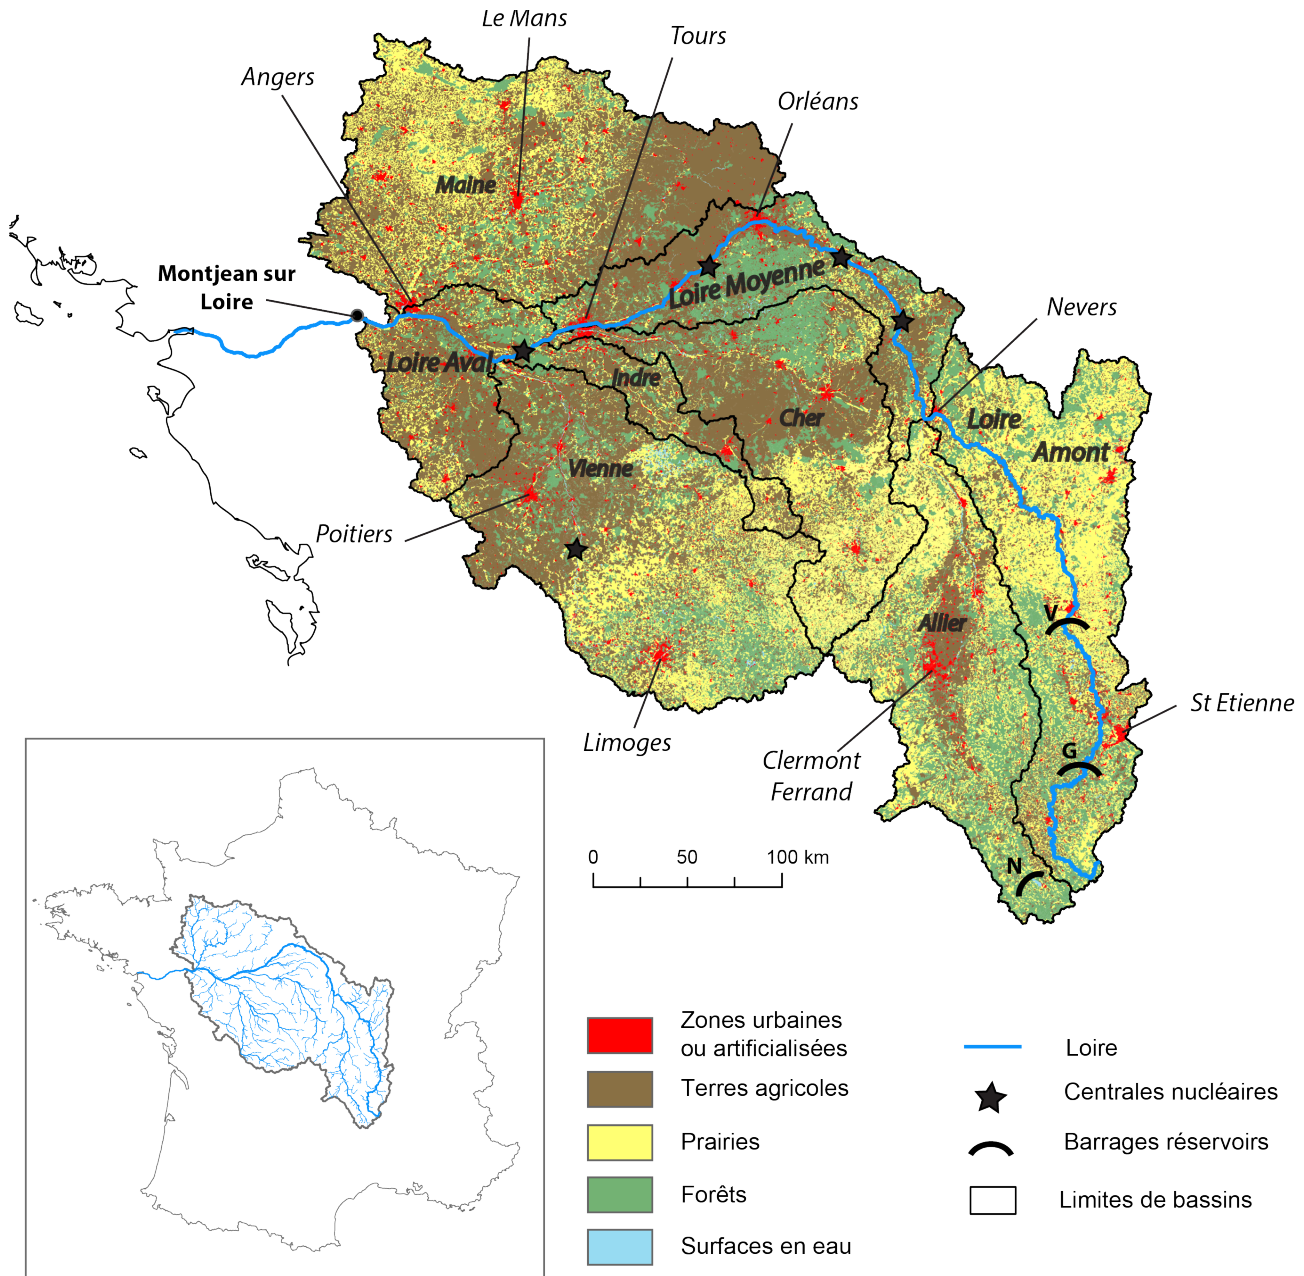 Le Mans
Tours
Angers
Orléans
Maine
Montjean sur
Loire
Loire Moyenne
Nevers
Loire Aval
Indre
Cher
Loire
Amont
Vienne
Poitiers
Allier
V
St Etienne
Limoges
G
Clermont
Ferrand
N
0 50 100 km
Zones urbaines
ou artificialisées
Terres agricoles
Prairies
Forêts
Surfaces en eau
Loire
Centrales nucléaires
Barrages réservoirs
Limites de bassins